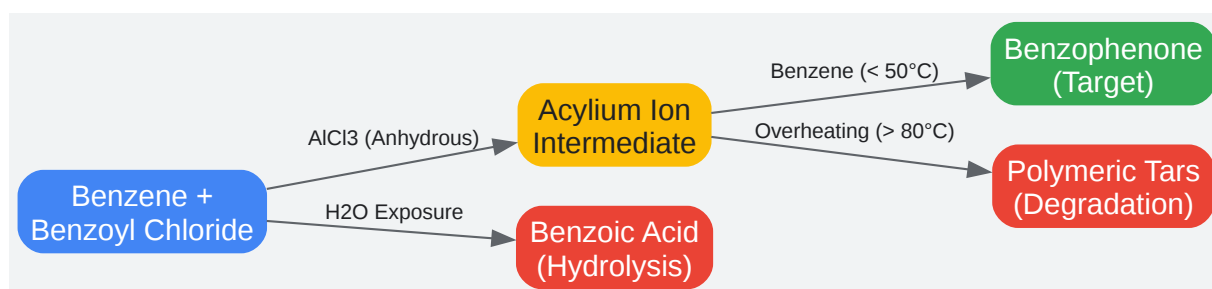 Benzene +
Benzoyl Chloride
AlCl3 (Anhydrous)
H2O Exposure
Acylium Ion
Intermediate
Benzoic Acid
(Hydrolysis)
Benzene (< 50°C)
Overheating (> 80°C)
Benzophenone
(Target)
Polymeric Tars
(Degradation)